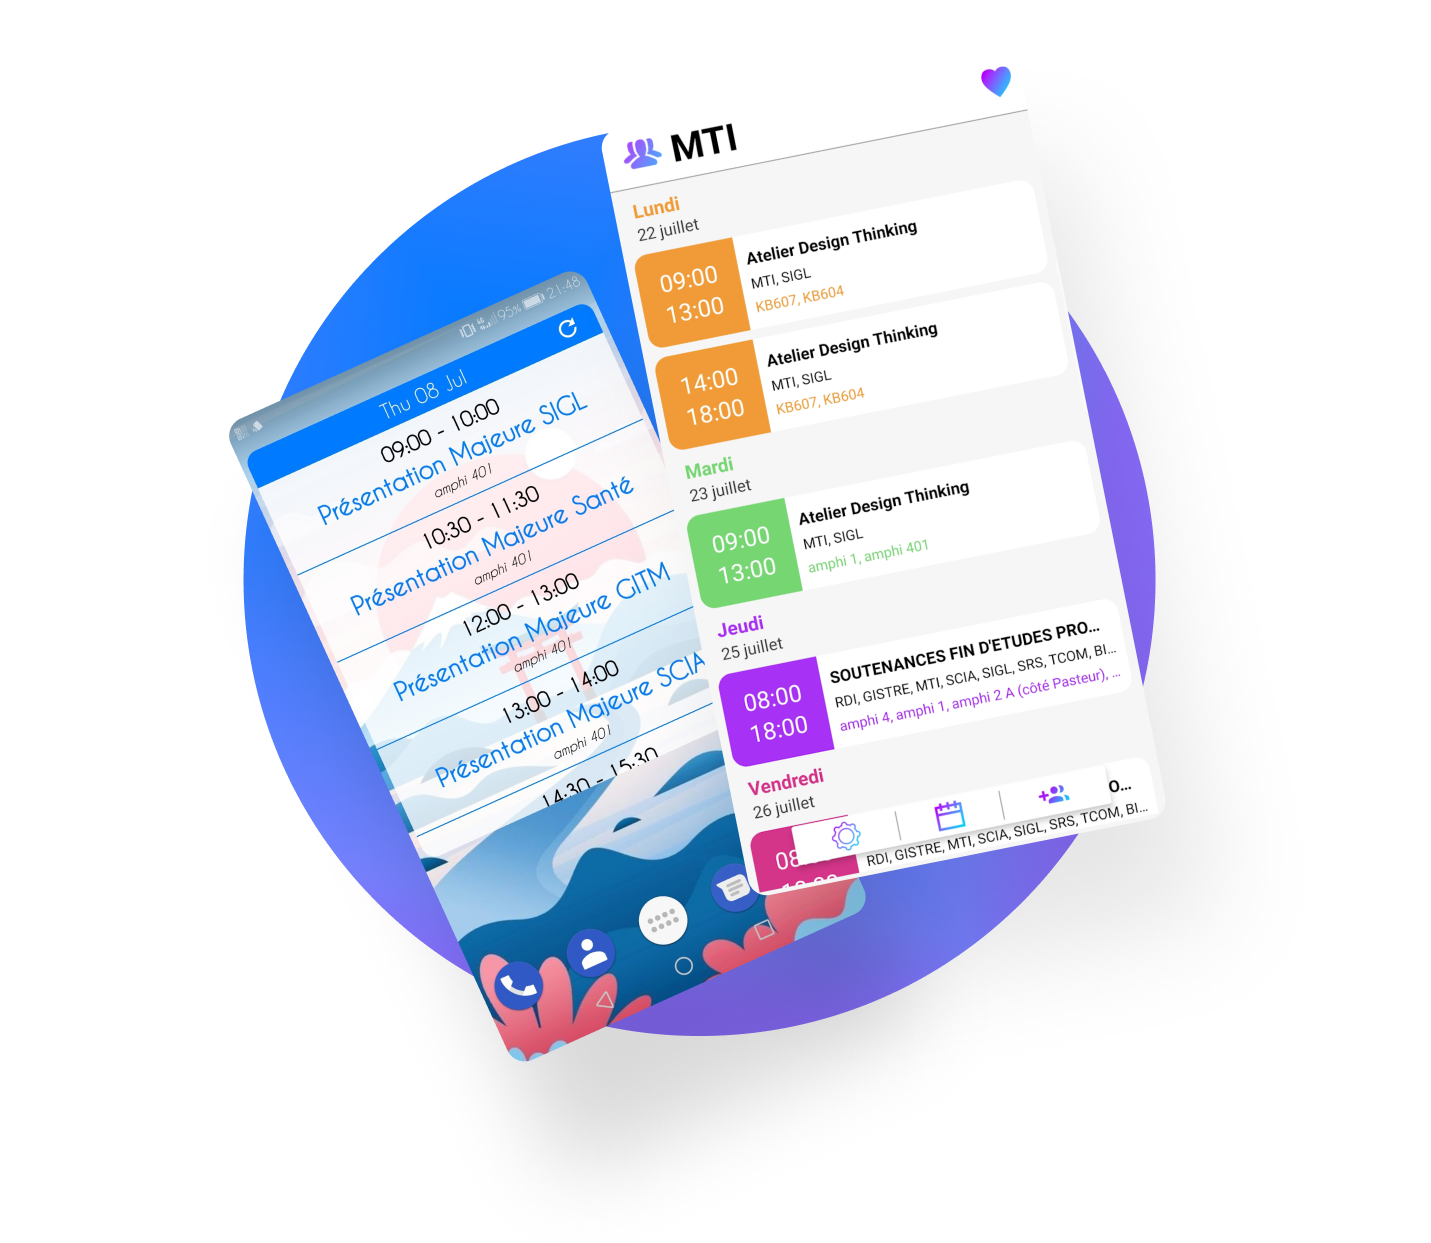 95% 21:48
Thu 08 Jul
09:00 - 10:00
Présentation Majeure SIGL
amphi 401
10:30 - 11:30
Présentation Majeure Santé
amphi 401
12:00 - 13:00
Présentation Majeure GITM
amphi 401
13:00 - 14:00
Présentation Majeure SCIA
amphi 401
14:30 - 15:30
MTI
Lundi
22 juillet
09:00
13:00
Atelier Design Thinking
MTI, SIGL
KB607, KB604
14:00
18:00
Atelier Design Thinking
MTI, SIGL
KB607, KB604
Mardi
23 juillet
09:00
13:00
Atelier Design Thinking
MTI, SIGL
amphi 1, amphi 401
Jeudi
25 juillet
08:00
18:00
SOUTENANCES FIN D'ETUDES PRO...
RDI, GISTRE, MTI, SCIA, SIGL, SRS, TCOM, BI...
amphi 4, amphi 1, amphi 2 A (côté Pasteur), ...
Vendredi
26 juillet
08
O...
RDI, GISTRE, MTI, SCIA, SIGL, SRS, TCOM, BI...